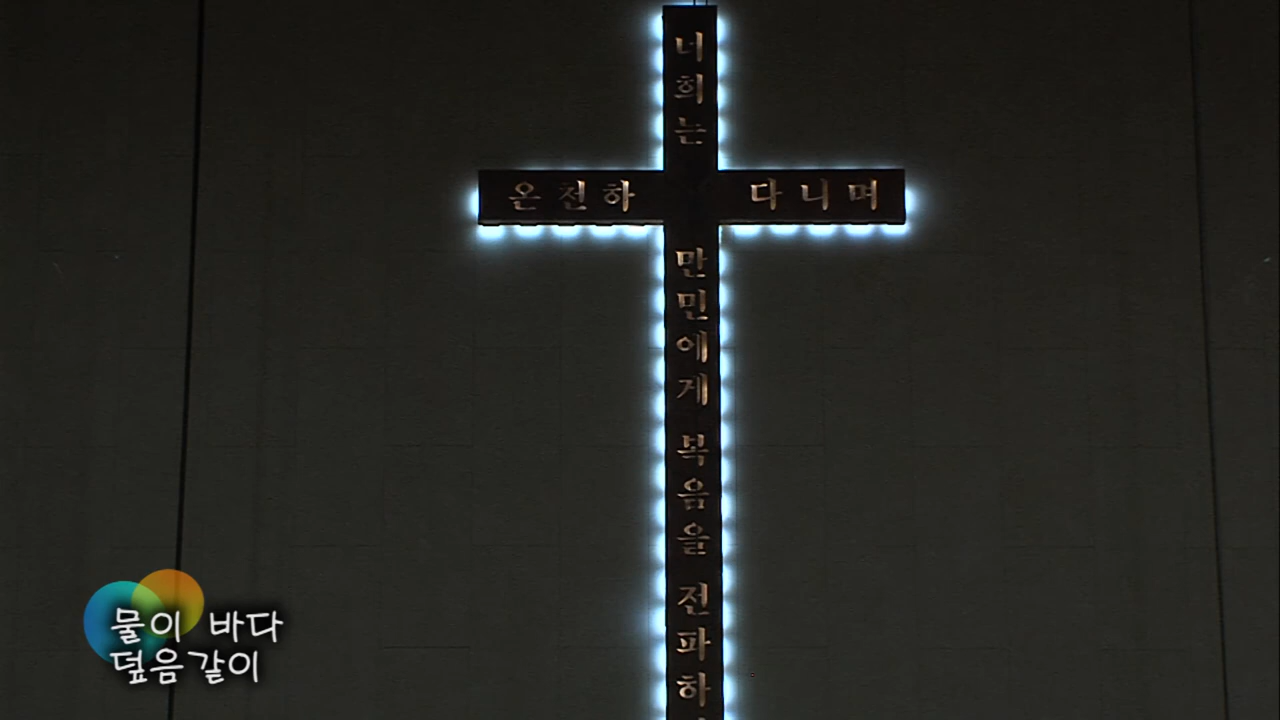 너희는
온천하 다니며
만민에게 복음을 전파하
물이 바다
덮음같이